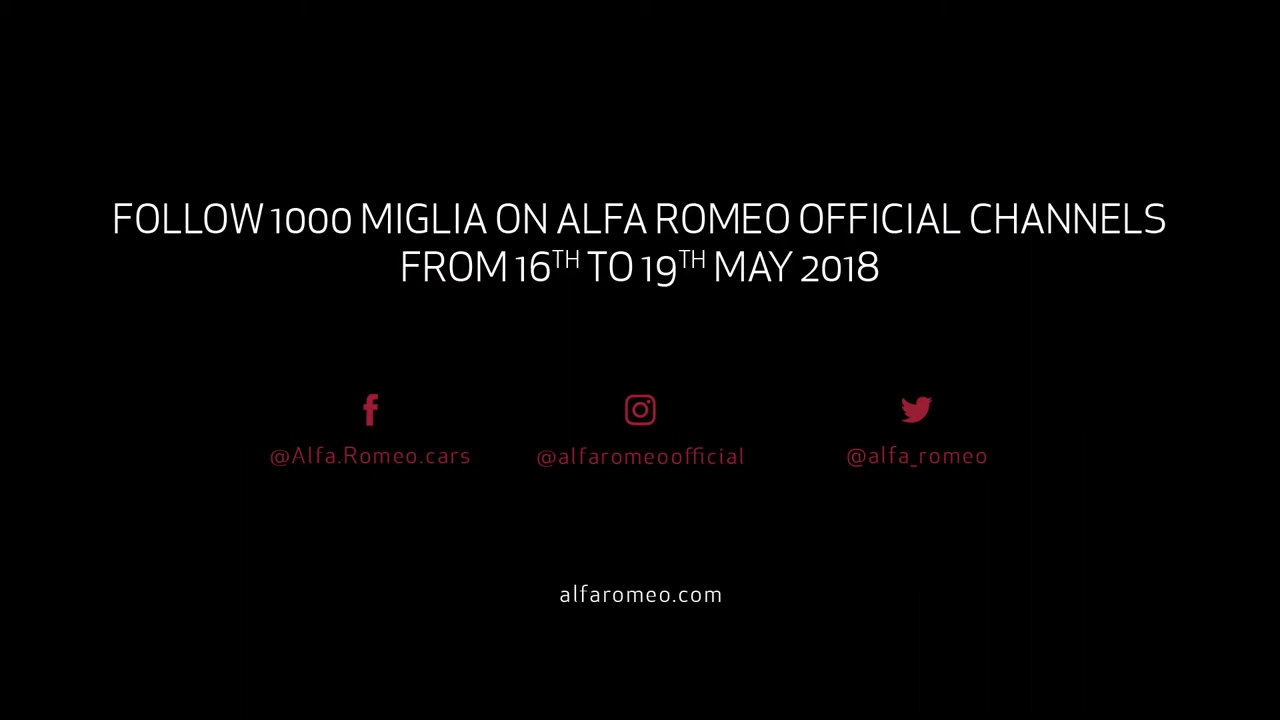 FOLLOW 1000 MIGLIA ON ALFA ROMEO OFFICIAL CHANNELS
FROM 16TH TO 19TH MAY 2018
@Alfa.Romeo.cars @alfaromeoofficial @alfa_romeo
alfaromeo.com